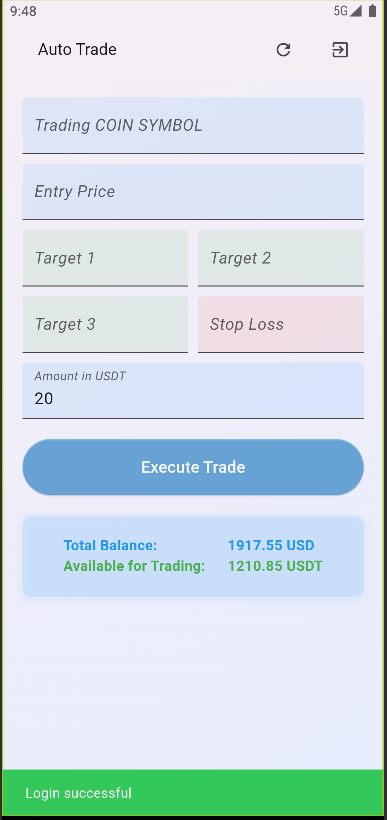 9:48 5G
Auto Trade
Trading COIN SYMBOL
Entry Price
Target 1 Target 2
Target 3 Stop Loss
Amount in USDT
20
Execute Trade
Total Balance: 1917.55 USD
Available for Trading: 1210.85 USDT
Login successful